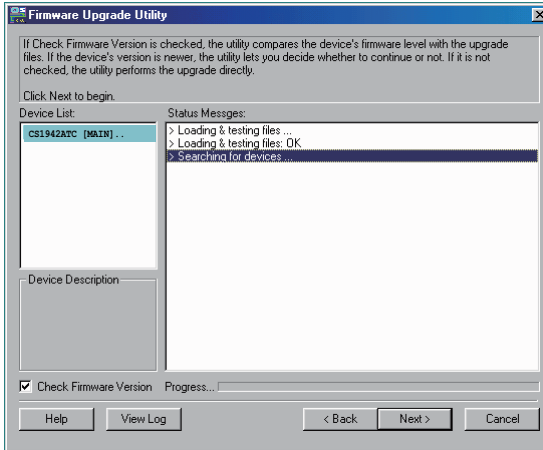 Firmware Upgrade Utility
If Check Firmware Version is checked, the utility compares the device's firmware level with the upgrade
files. If the device's version is newer, the utility lets you decide whether to continue or not. If it is not
checked, the utility performs the upgrade directly.
Click Next to begin.
Device List:
Status Messges:
CS1942ATC [MAIN]..
> Loading & testing files ...
> Loading & testing files: OK
> Searching for devices ...
Device Description
Check Firmware Version
Progress...
Help
View Log
< Back
Next >
Cancel